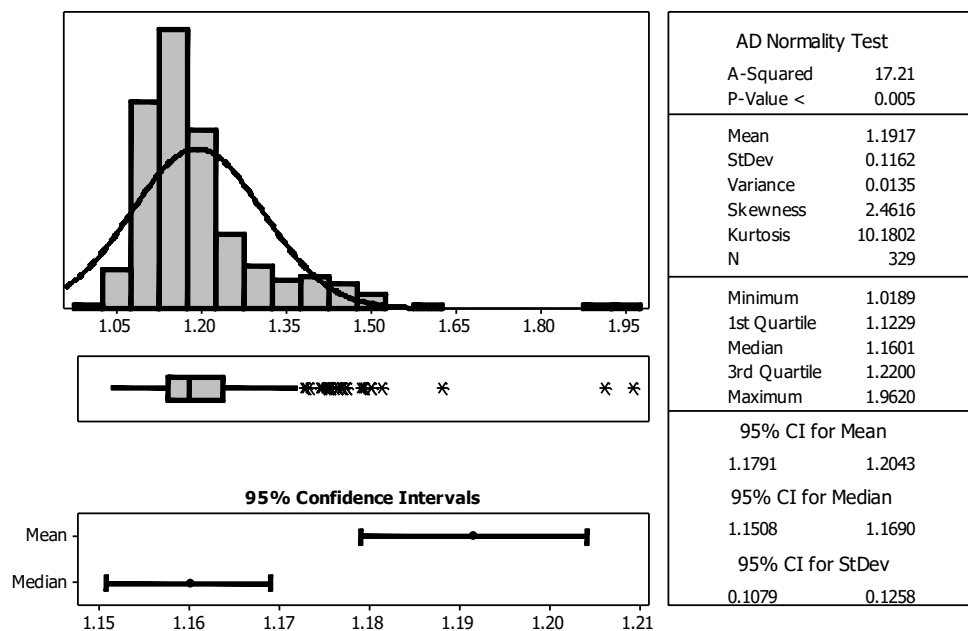 1.05 1.20 1.35 1.50 1.65 1.80 1.95
95% Confidence Intervals
Mean
Median
1.15 1.16 1.17 1.18 1.19 1.20 1.21
AD Normality Test
A-Squared 17.21
P-Value < 0.005
Mean 1.1917
StDev 0.1162
Variance 0.0135
Skewness 2.4616
Kurtosis 10.1802
N 329
Minimum 1.0189
1st Quartile 1.1229
Median 1.1601
3rd Quartile 1.2200
Maximum 1.9620
95% CI for Mean
1.1791 1.2043
95% CI for Median
1.1508 1.1690
95% CI for StDev
0.1079 0.1258